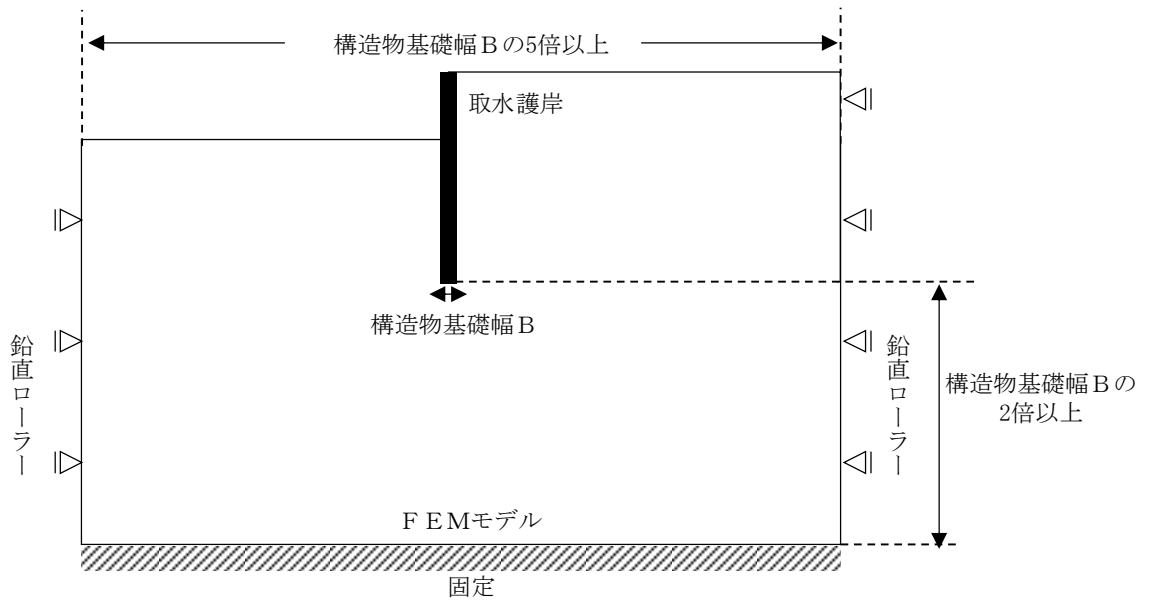 構造物基礎幅Ｂの5倍以上
取水護岸
構造物基礎幅Ｂ
鉛直ローラー
鉛直ローラー
構造物基礎幅Ｂの
2倍以上
ＦＥＭモデル
固定